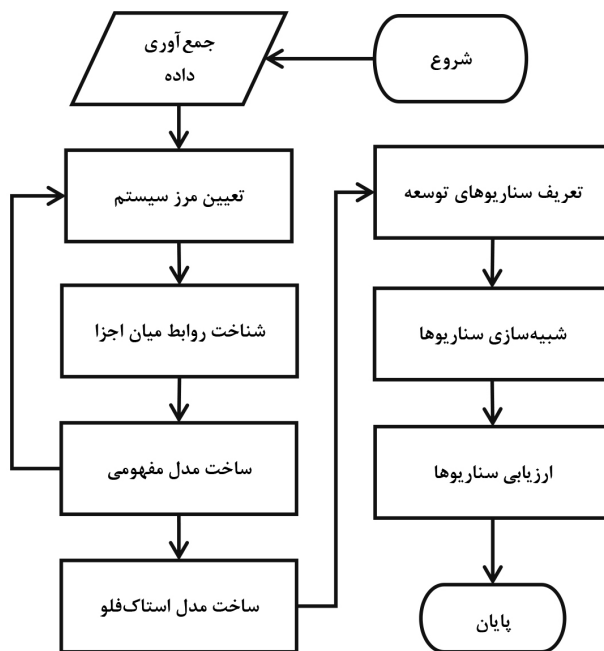 شروع
جمع‌آوری
داده
تعیین مرز سیستم
شناخت روابط میان اجزا
ساخت مدل مفهومی
ساخت مدل استاک‌فلو
تعریف سناریوهای توسعه
شبیه‌سازی سناریوها
ارزیابی سناریوها
پایان